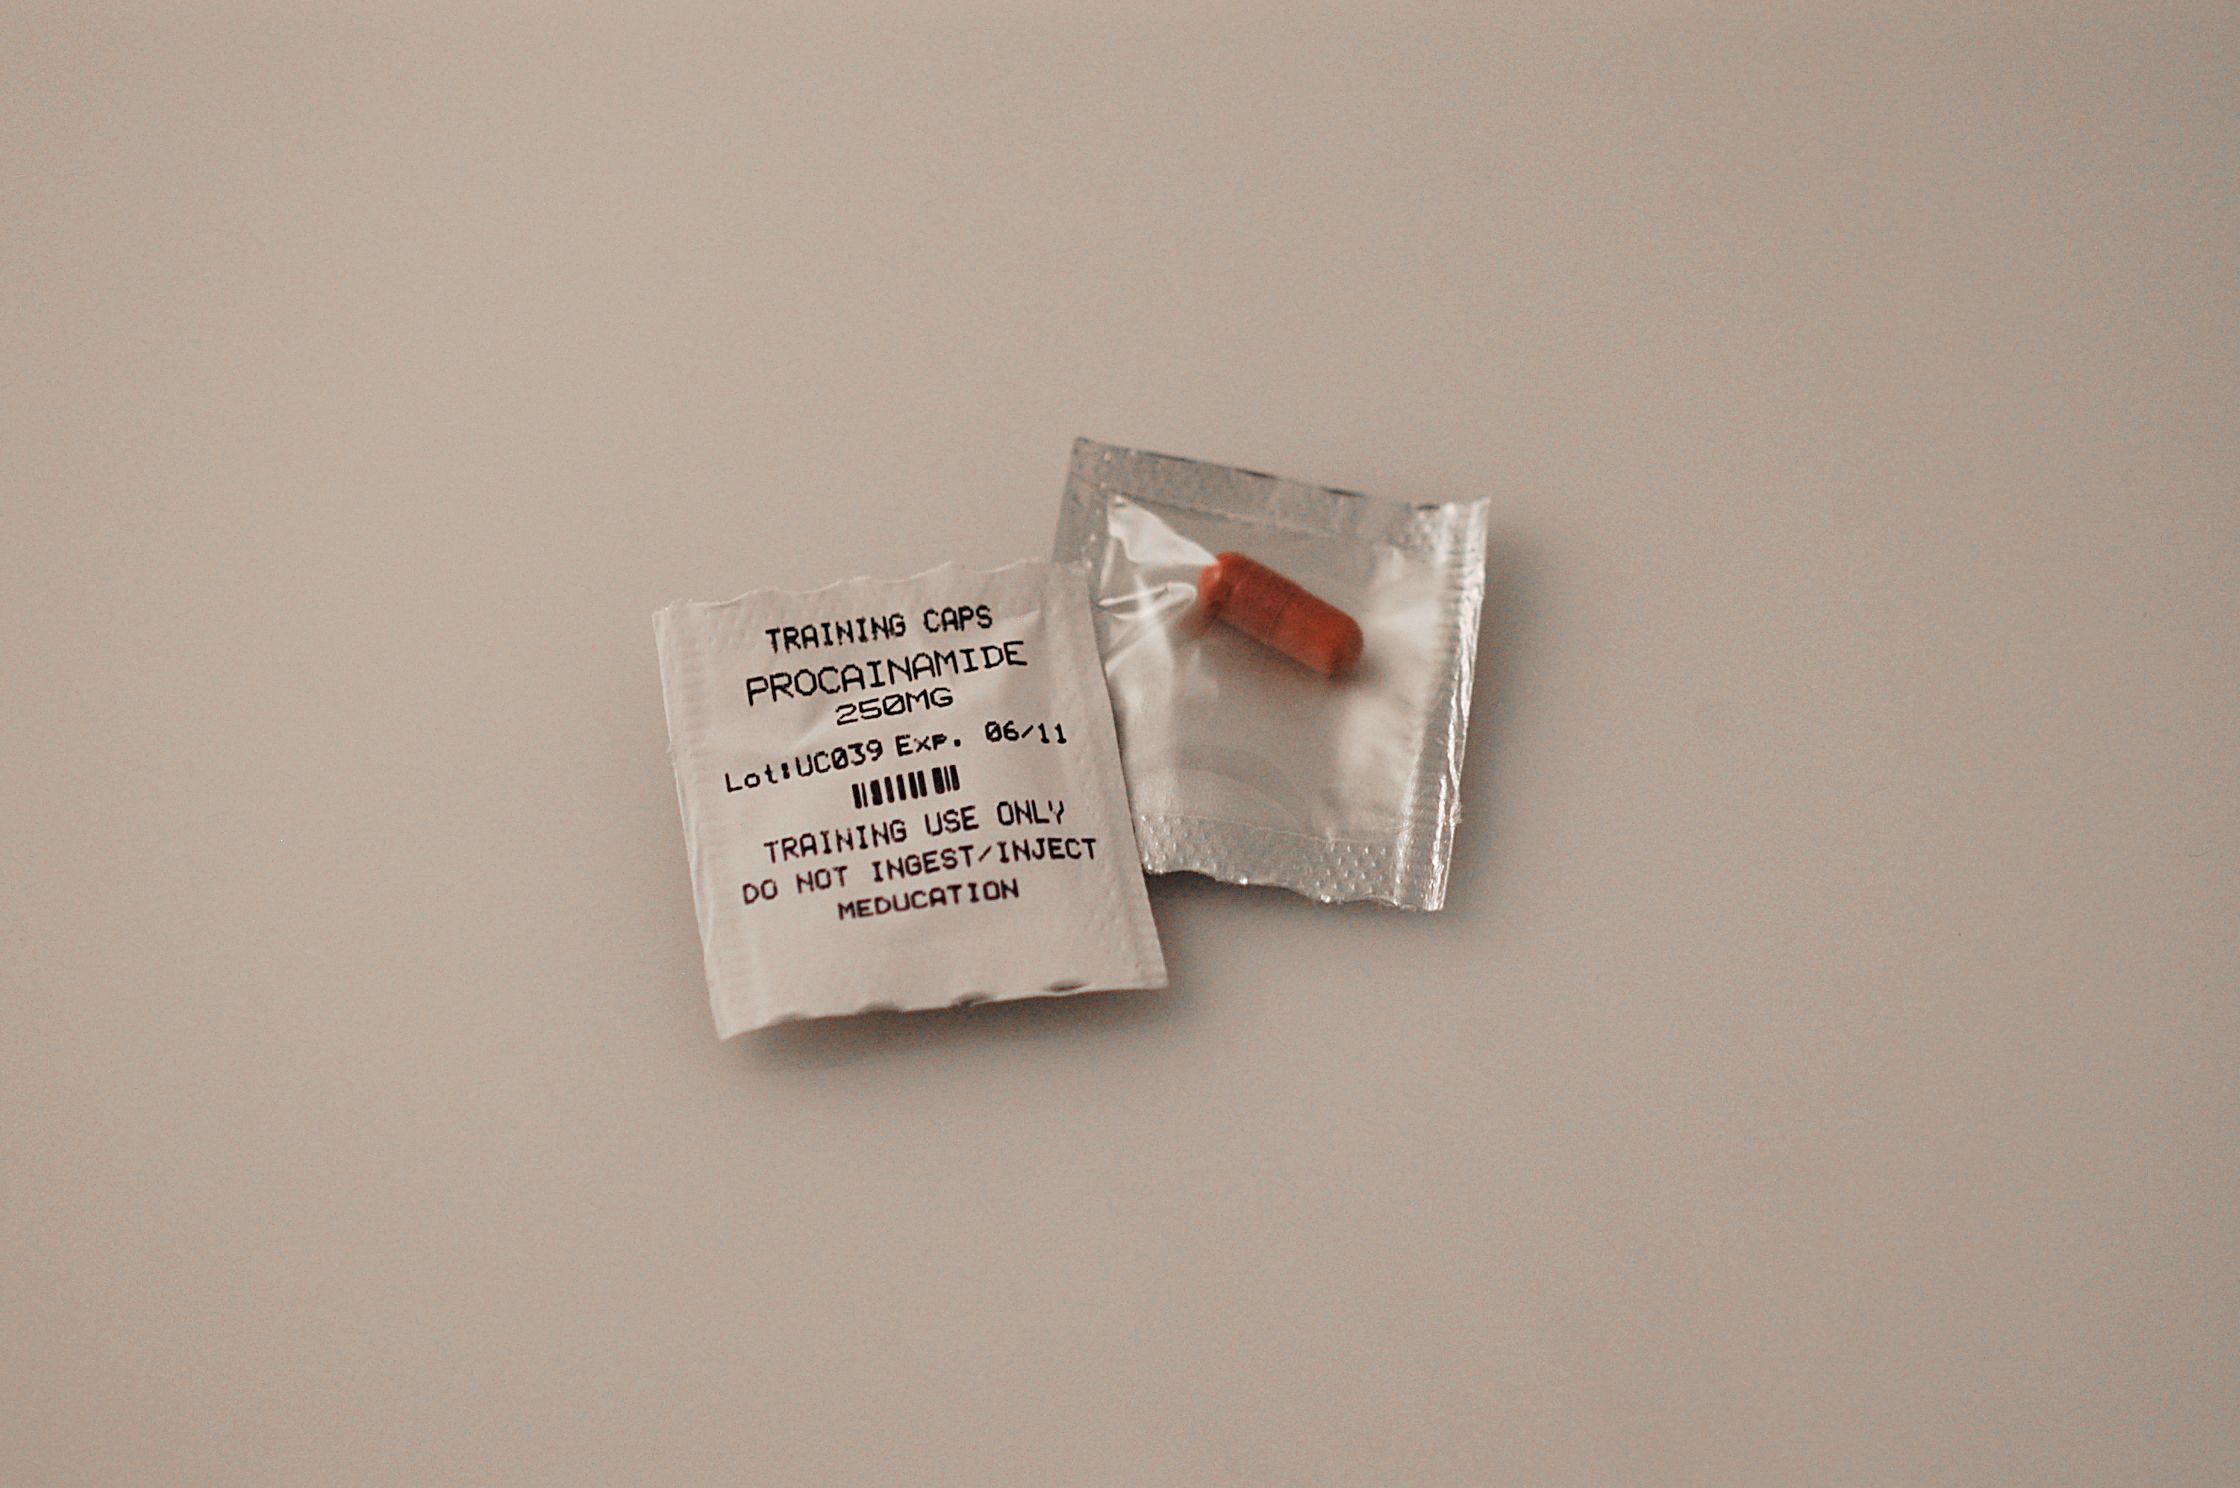 TRAINING CAPS
PROCAINAMIDE
250MG
Lot:UC039 Exp. 06/11
TRAINING USE ONLY
DO NOT INGEST/INJECT
MEDUCATION